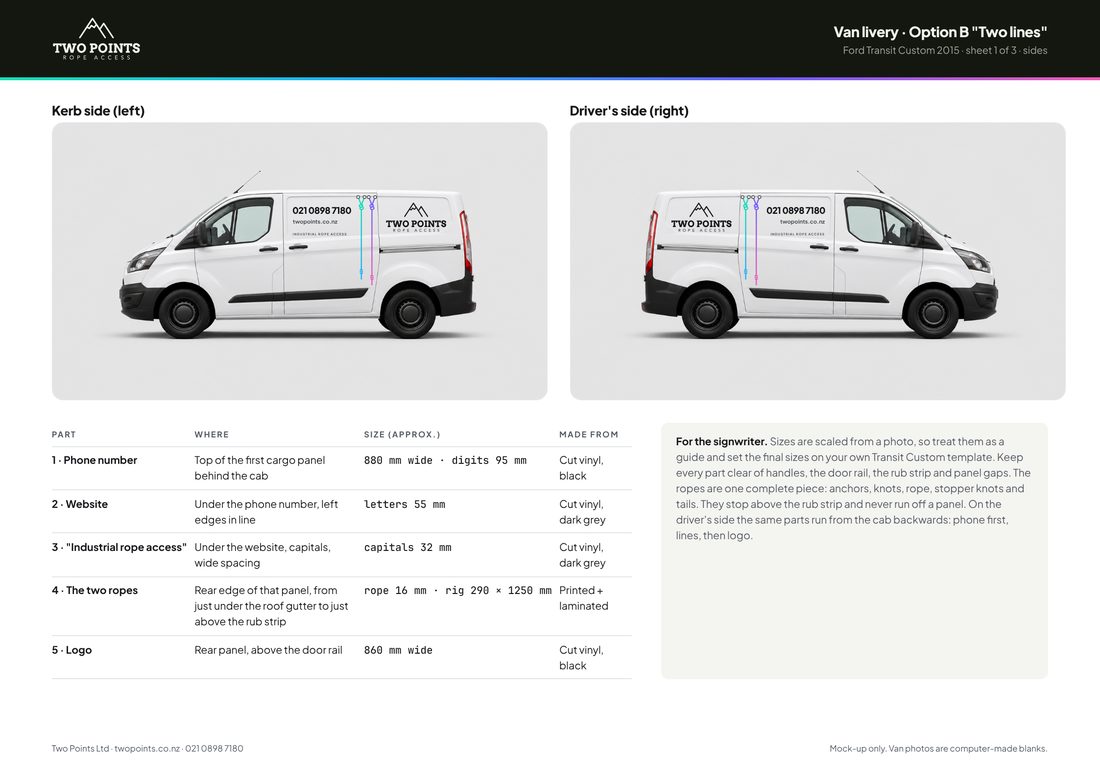 TWO POINTS
ROPE ACCESS
Van livery · Option B "Two lines"
Ford Transit Custom 2015 · sheet 1 of 3 · sides
Kerb side (left)
Driver's side (right)
021 0898 7180
twopoints.co.nz
INDUSTRIAL ROPE ACCESS
TWO POINTS
ROPE ACCESS
TWO POINTS
ROPE ACCESS
021 0898 7180
twopoints.co.nz
INDUSTRIAL ROPE ACCESS
PART WHERE SIZE (APPROX.) MADE FROM
1 · Phone number
Top of the first cargo panel
behind the cab
880 mm wide · digits 95 mm
Cut vinyl,
black
2 · Website
Under the phone number, left
edges in line
letters 55 mm
Cut vinyl,
dark grey
3 · "Industrial rope access"
Under the website, capitals,
wide spacing
capitals 32 mm
Cut vinyl,
dark grey
4 · The two ropes
Rear edge of that panel, from
just under the roof gutter to just
above the rub strip
rope 16 mm · rig 290 × 1250 mm
Printed +
laminated
5 · Logo
Rear panel, above the door rail
860 mm wide
Cut vinyl,
black
For the signwriter. Sizes are scaled from a photo, so treat them as a
guide and set the final sizes on your own Transit Custom template. Keep
every part clear of handles, the door rail, the rub strip and panel gaps. The
ropes are one complete piece: anchors, knots, rope, stopper knots and
tails. They stop above the rub strip and never run off a panel. On the
driver's side the same parts run from the cab backwards: phone first,
lines, then logo.
Two Points Ltd · twopoints.co.nz · 021 0898 7180
Mock-up only. Van photos are computer-made blanks.